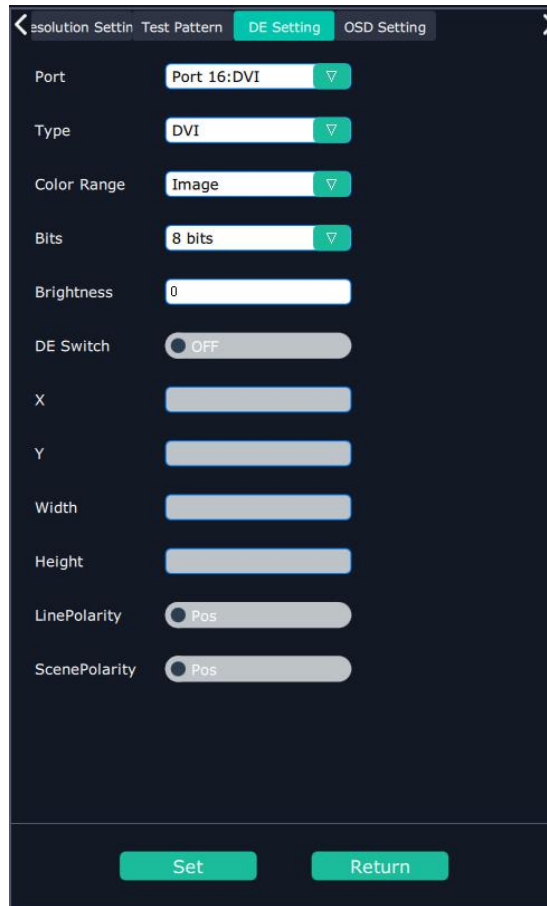 esolution Settin Test Pattern DE Setting OSD Setting
Port Port 16:DVI
Type DVI
Color Range Image
Bits 8 bits
Brightness 0
DE Switch OFF
X
Y
Width
Height
LinePolarity Pos
ScenePolarity Pos
Set Return